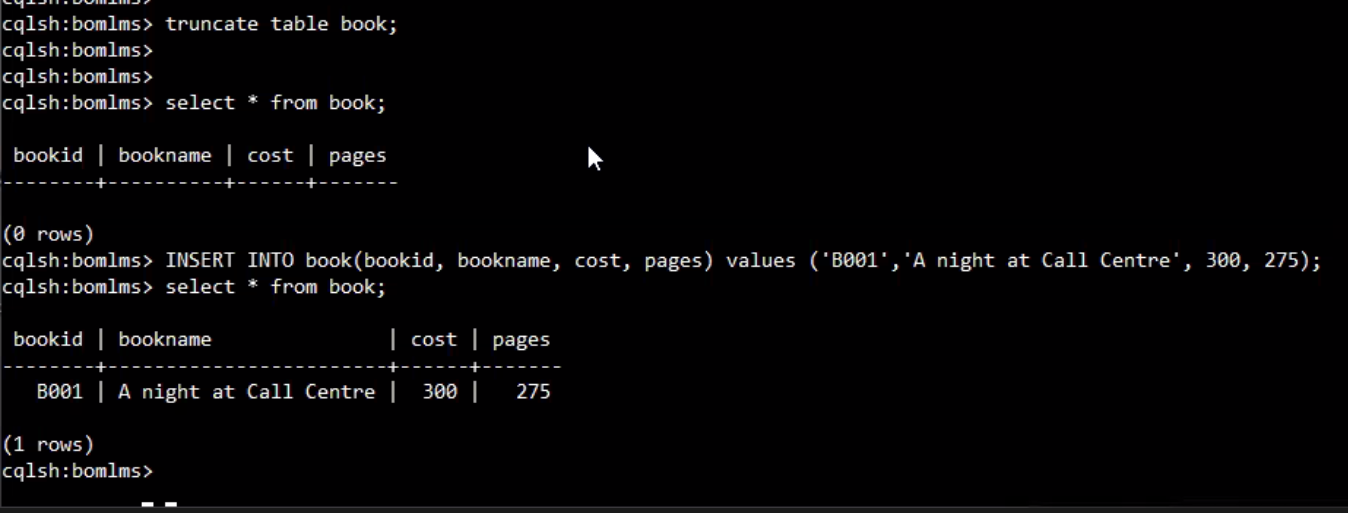 cqlsh:bomlms>
cqlsh:bomlms> truncate table book;
cqlsh:bomlms>
cqlsh:bomlms>
cqlsh:bomlms> select * from book;
 bookid | bookname | cost | pages
--------+----------+------+-------
(0 rows)
cqlsh:bomlms> INSERT INTO book(bookid, bookname, cost, pages) values ('B001','A night at Call Centre', 300, 275);
cqlsh:bomlms> select * from book;
 bookid | bookname               | cost | pages
--------+------------------------+------+-------
   B001 | A night at Call Centre |  300 |   275
(1 rows)
cqlsh:bomlms>